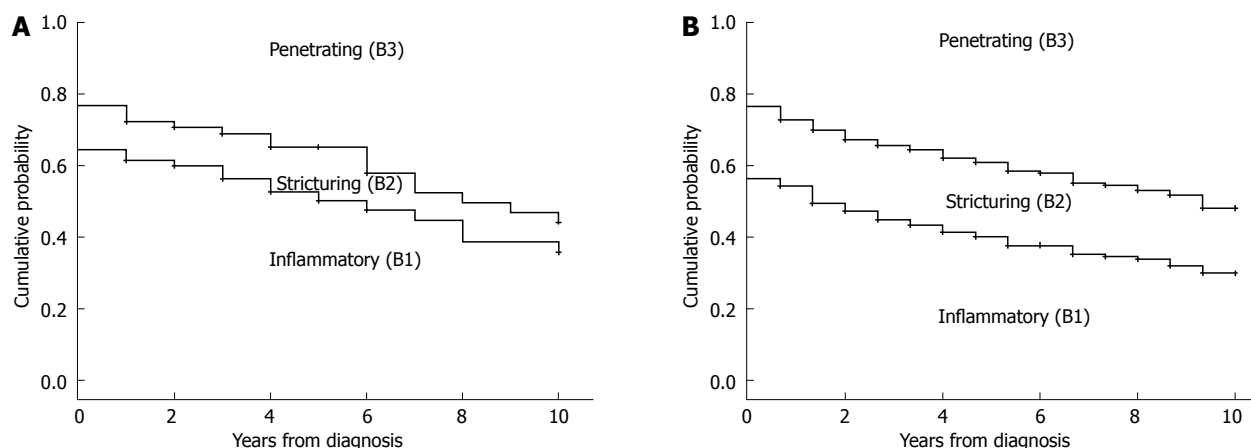 A
1.0
0.8
0.6
0.4
0.2
0.0
Cumulative probability
Penetrating (B3)
Stricturing (B2)
Inflammatory (B1)
0 2 4 6 8 10
Years from diagnosis
B
1.0
0.8
0.6
0.4
0.2
0.0
Cumulative probability
Penetrating (B3)
Stricturing (B2)
Inflammatory (B1)
0 2 4 6 8 10
Years from diagnosis